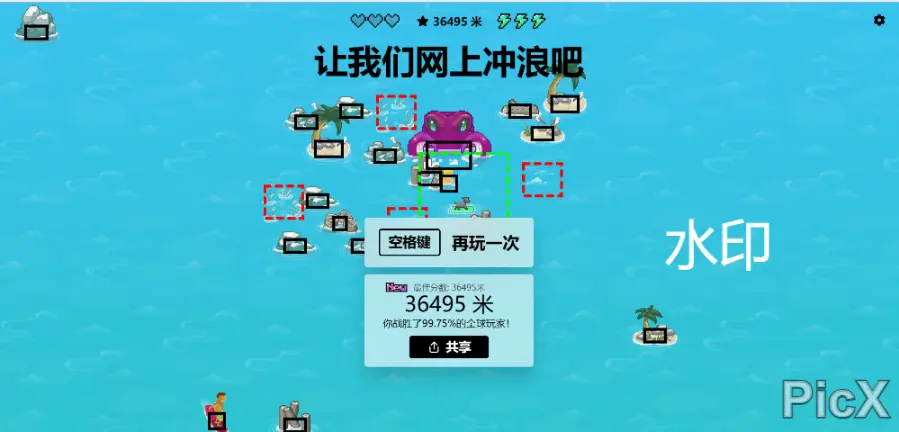 36495 米
让我们网上冲浪吧
空格键 再玩一次
New 最佳分数: 36495米
36495 米
你战胜了99.75%的全球玩家!
共享
水印
PicX